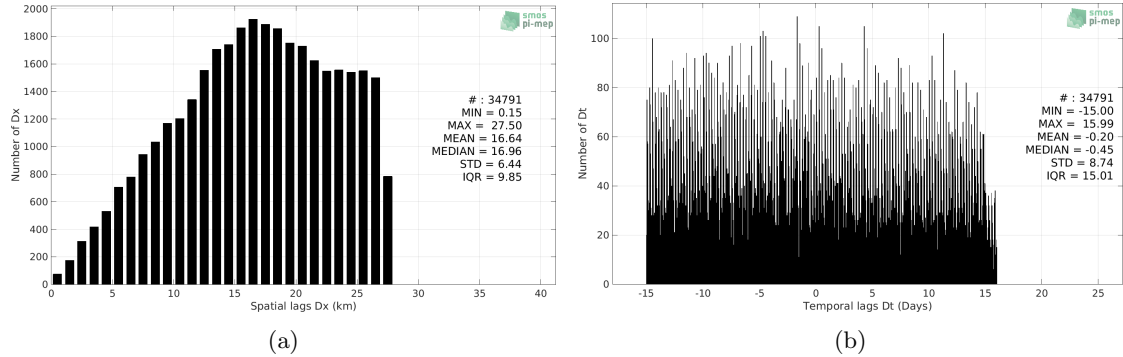 2000
1800
1600
1400
1200
1000
800
600
400
200
0
Number of Dx
smos
pi-mep
# : 34791
MIN = 0.15
MAX = 27.50
MEAN = 16.64
MEDIAN = 16.96
STD = 6.44
IQR = 9.85
0 5 10 15 20 25 30 35 40
Spatial lags Dx (km)
(a)
100
80
60
40
20
0
Number of Dt
smos
pi-mep
# : 34791
MIN = -15.00
MAX = 15.99
MEAN = -0.20
MEDIAN = -0.45
STD = 8.74
IQR = 15.01
-15 -10 -5 0 5 10 15 20 25
Temporal lags Dt (Days)
(b)